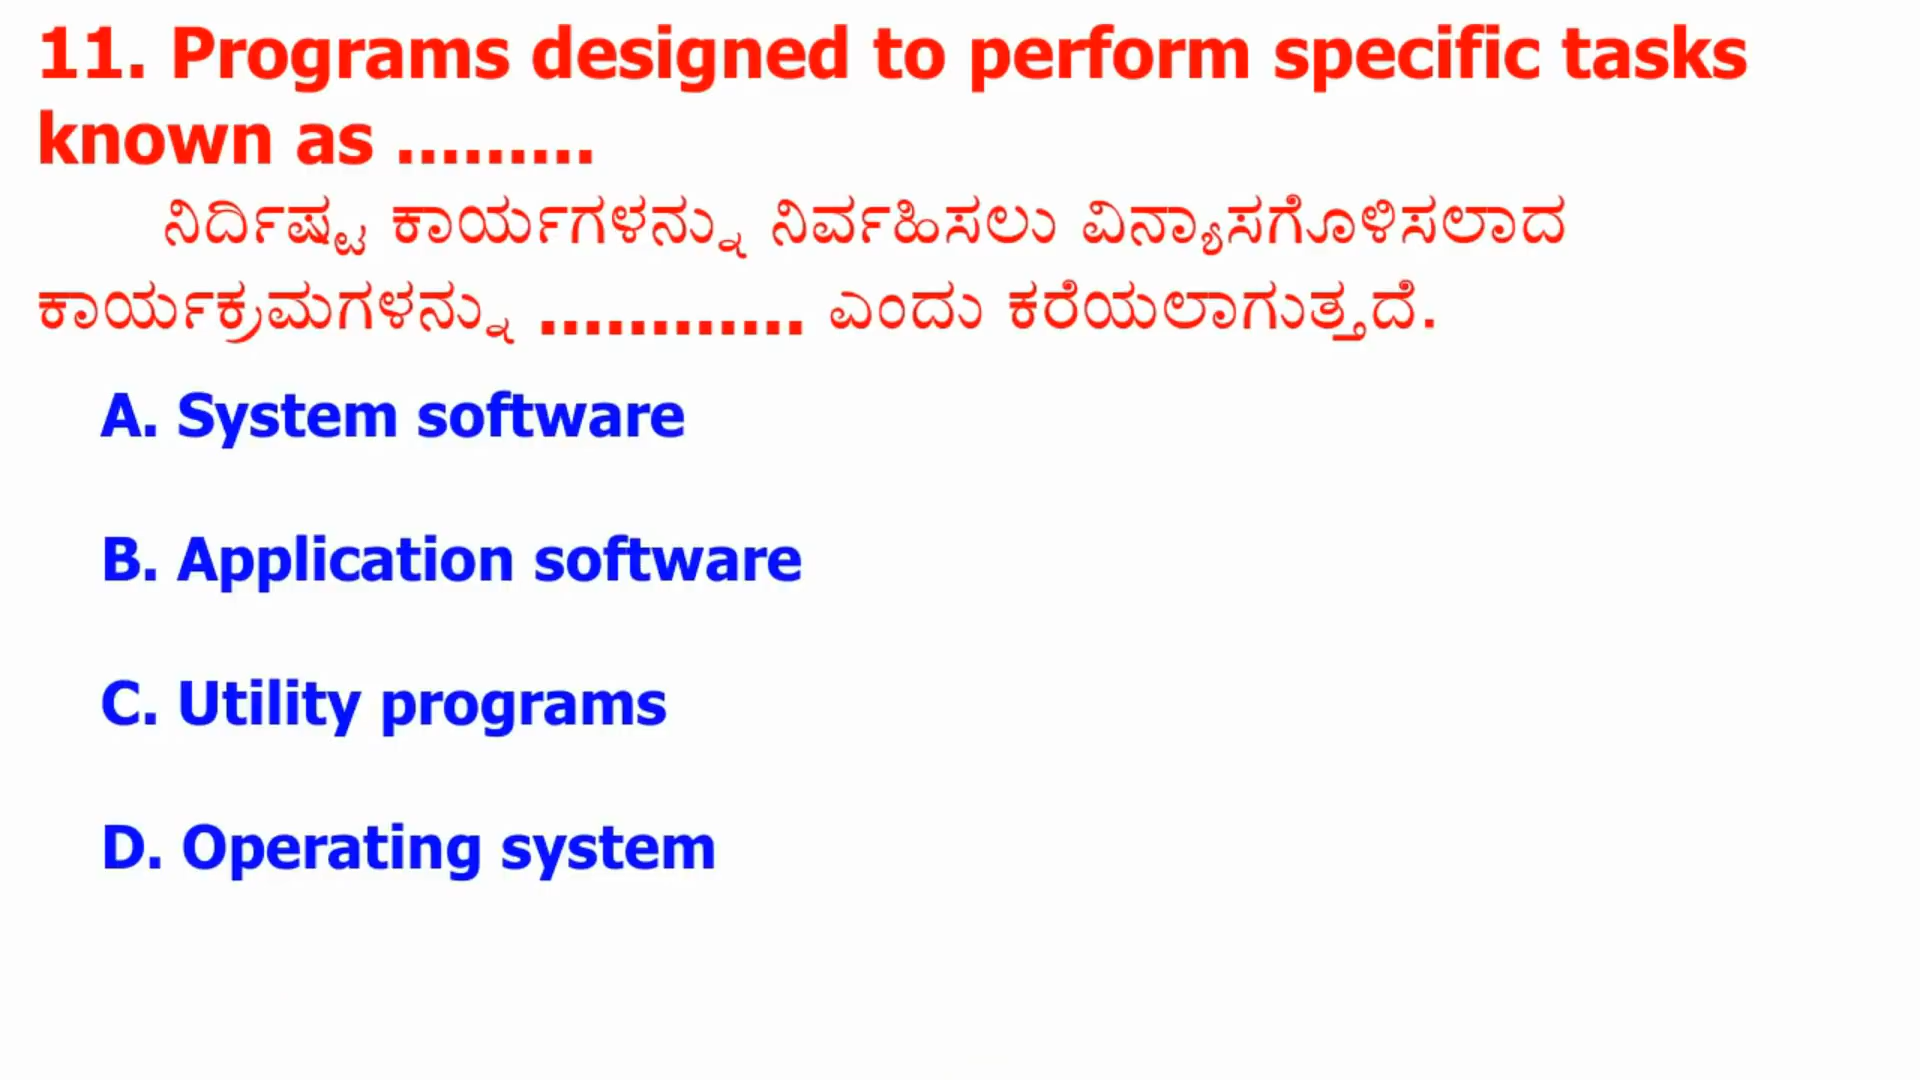 11. Programs designed to perform specific tasks
known as .........
ನಿರ್ದಿಷ್ಟ ಕಾರ್ಯಗಳನ್ನು ನಿರ್ವಹಿಸಲು ವಿನ್ಯಾಸಗೊಳಿಸಲಾದ
ಕಾರ್ಯಕ್ರಮಗಳನ್ನು ............ ಎಂದು ಕರೆಯಲಾಗುತ್ತದೆ.
A. System software
B. Application software
C. Utility programs
D. Operating system